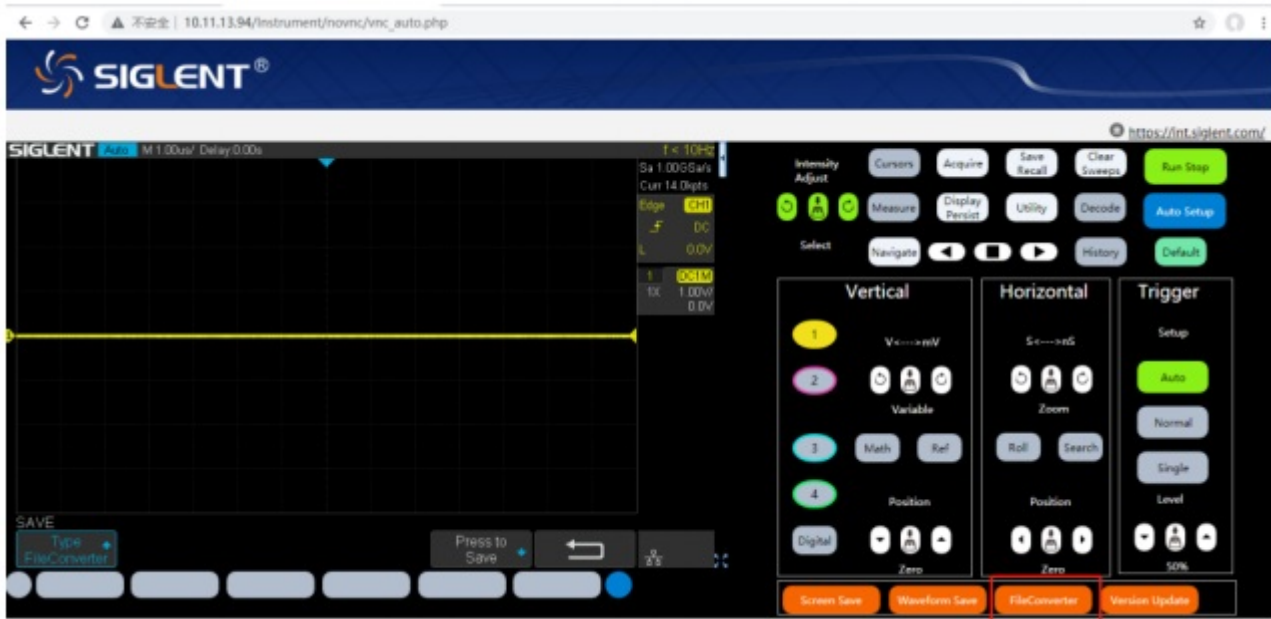 不安全 | 10.11.13.94/Instrument/novnc/vnc_auto.php
SIGLENT®
https://int.siglent.com/
SIGLENT Auto M 1.00us/ Delay:0.00s f < 10Hz
Sa 1.00GSa/s
Curr 14.0kpts
Edge CH1
DC
L 0.0V
1 DC1M
1X 1.00V/
0.0V
1
SAVE
Type
FileConverter
Press to
Save
Intensity
Adjust
Cursors
Acquire
Save
Recall
Clear
Sweeps
Run Stop
Measure
Display
Persist
Utility
Decode
Auto Setup
Select
Navigate
History
Default
Vertical
1
V<---->mV
2
Variable
3
Math
Ref
4
Position
Digital
Zero
Horizontal
S<---->nS
Zoom
Roll
Search
Position
Zero
Trigger
Setup
Auto
Normal
Single
Level
50%
Screen Save
Waveform Save
FileConverter
Version Update